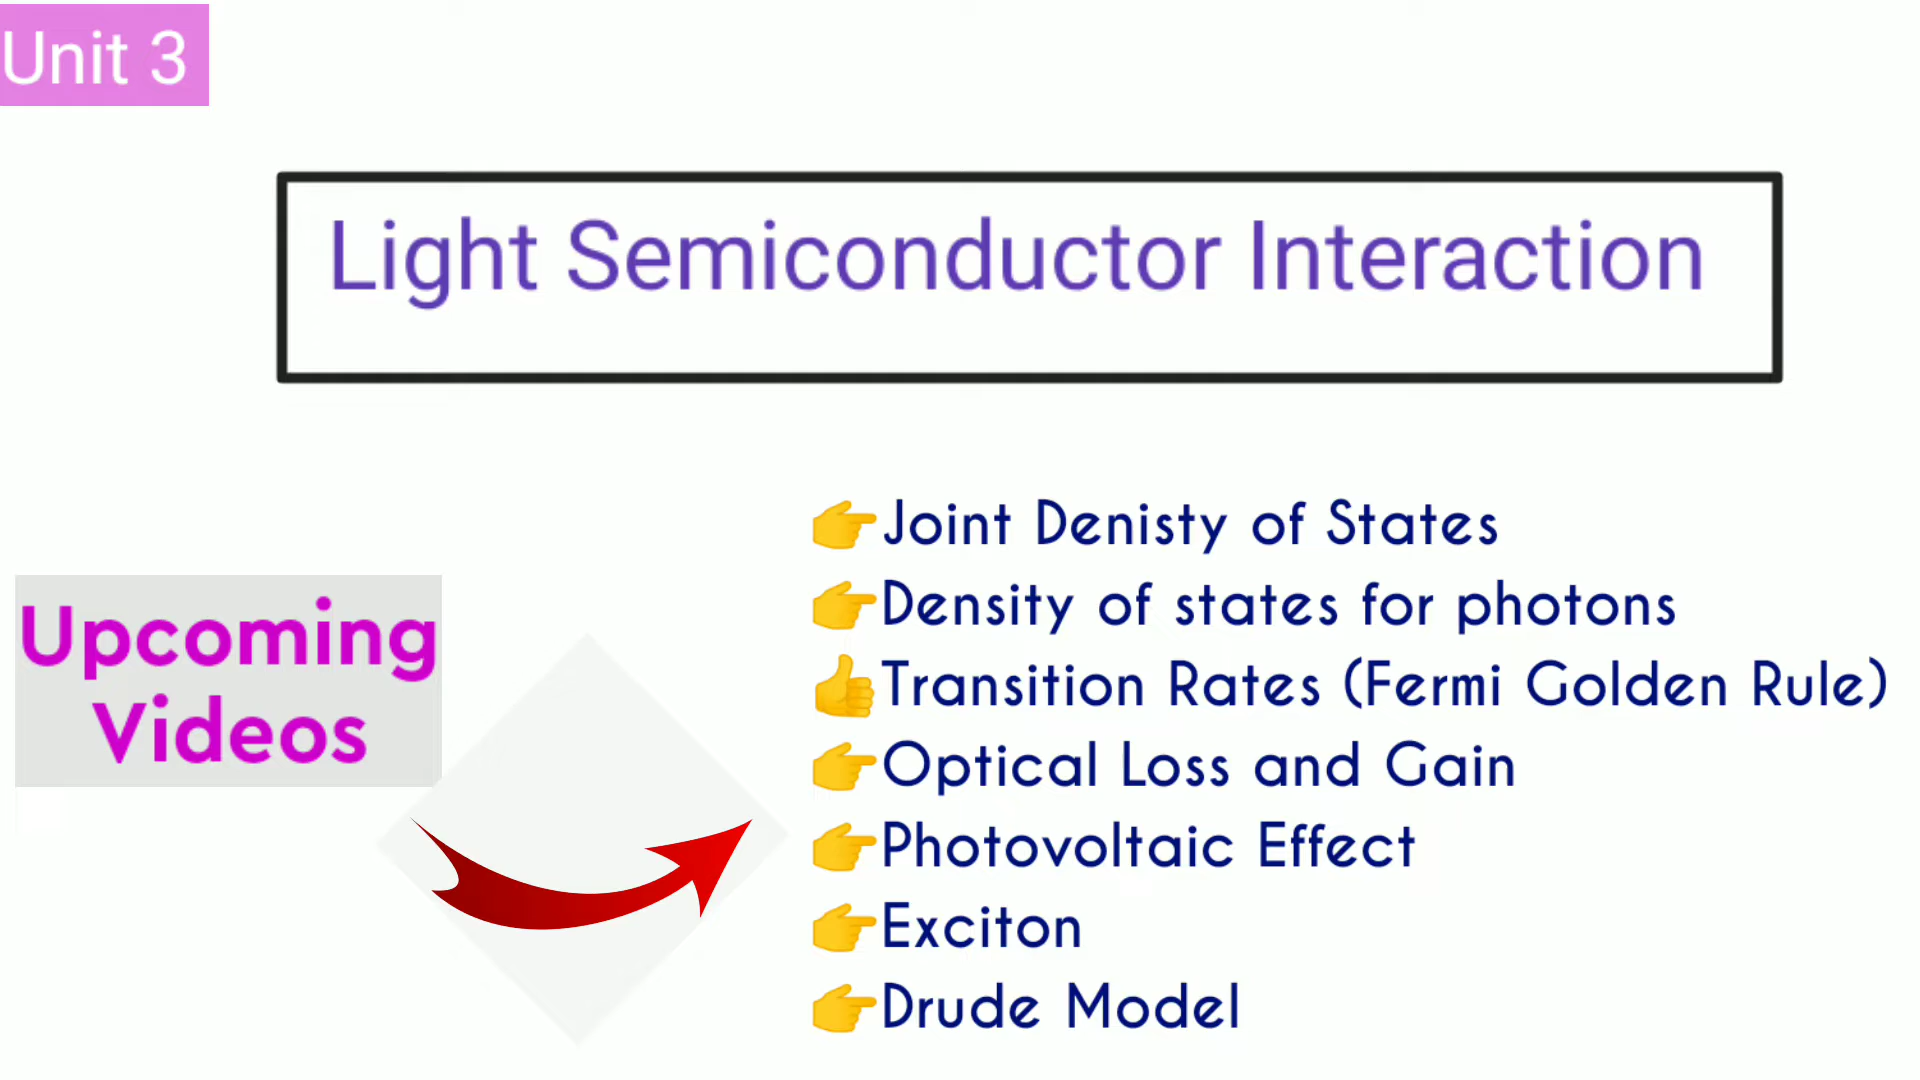 Unit 3
Light Semiconductor Interaction
Upcoming
Videos
👉Joint Denisty of States
👉Density of states for photons
👍Transition Rates (Fermi Golden Rule)
👉Optical Loss and Gain
👉Photovoltaic Effect
👉Exciton
👉Drude Model